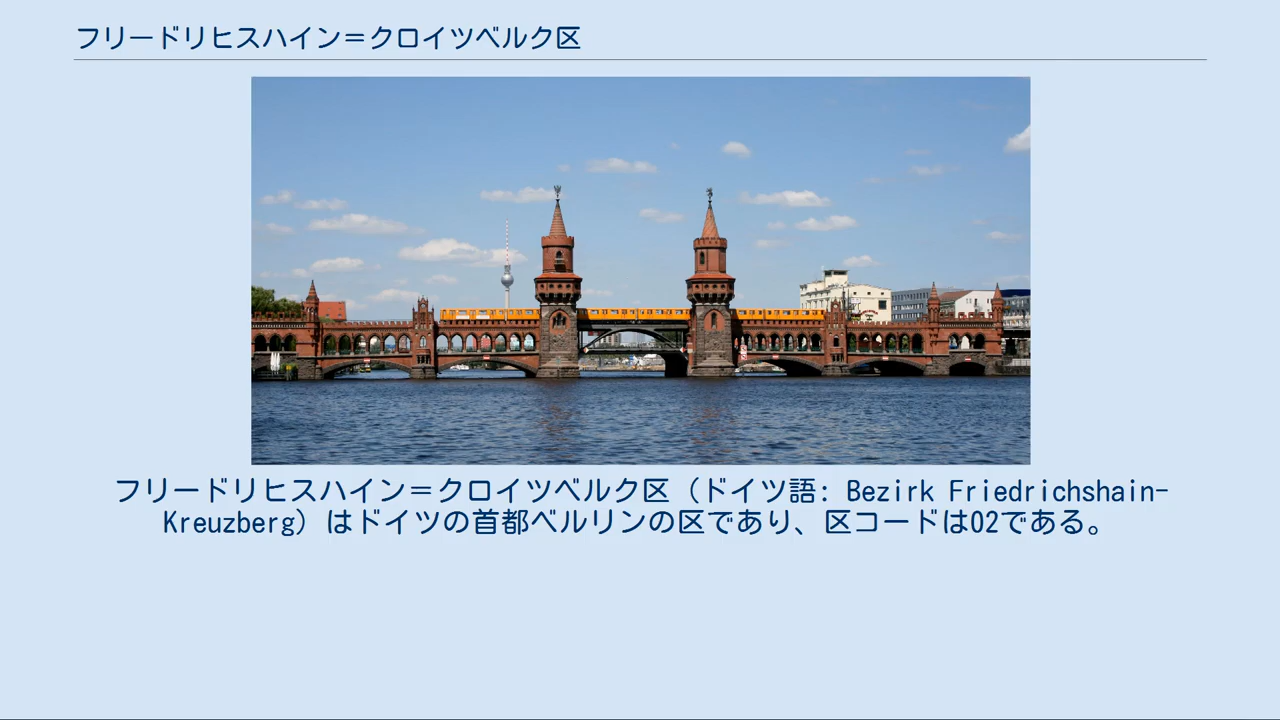 フリードリヒスハイン＝クロイツベルク区
フリードリヒスハイン＝クロイツベルク区（ドイツ語: Bezirk Friedrichshain-
Kreuzberg）はドイツの首都ベルリンの区であり、区コードは02である。